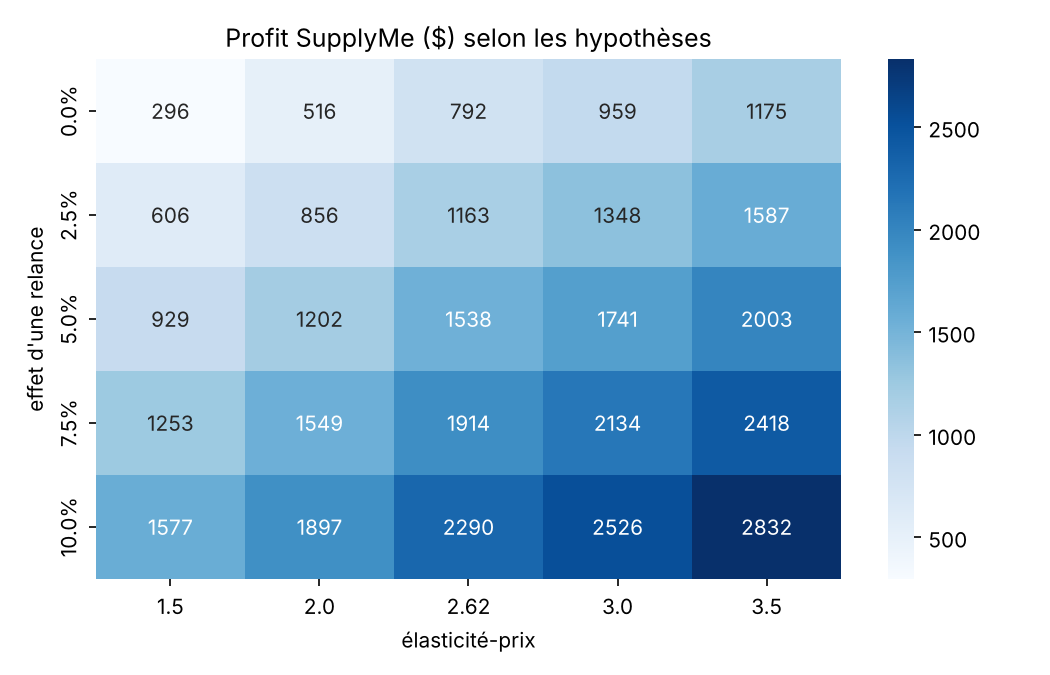 Profit SupplyMe ($) selon les hypothèses
effet d'une relance
0.0% 296 516 792 959 1175
2.5% 606 856 1163 1348 1587
5.0% 929 1202 1538 1741 2003
7.5% 1253 1549 1914 2134 2418
10.0% 1577 1897 2290 2526 2832
1.5 2.0 2.62 3.0 3.5
élasticité-prix
2500
2000
1500
1000
500